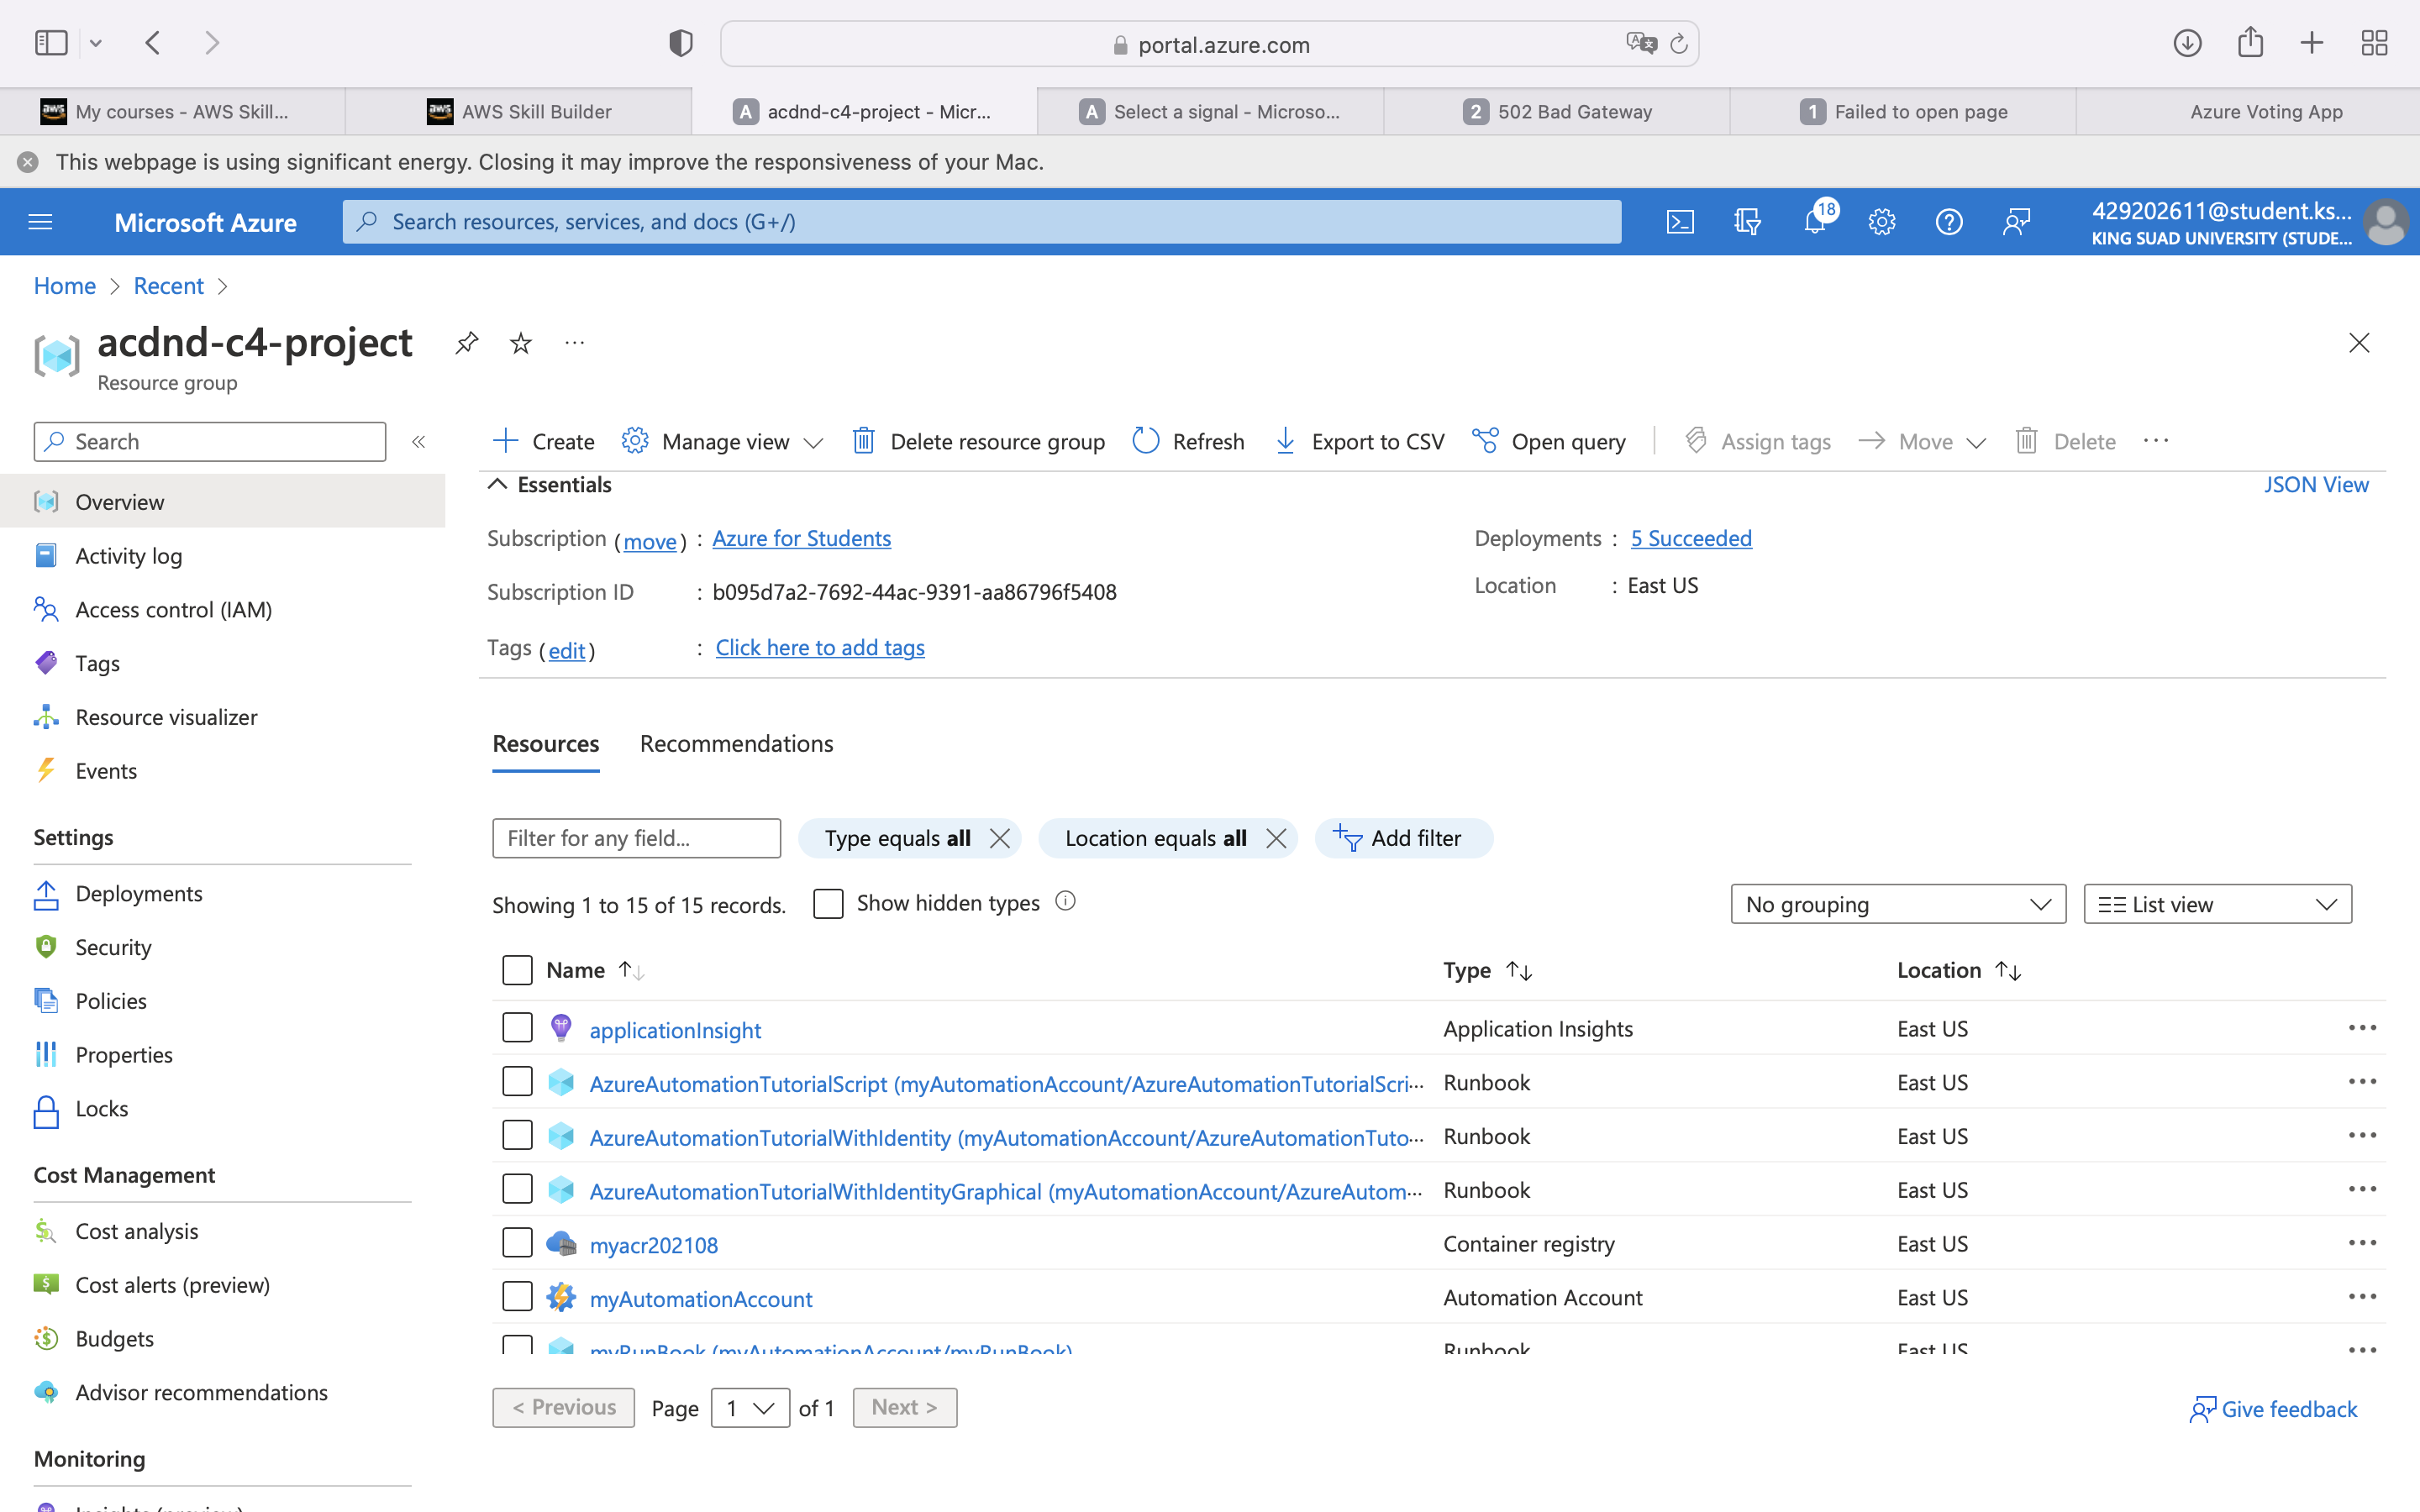 portal.azure.com
My courses - AWS Skill...
AWS Skill Builder
A acdnd-c4-project - Micr...
A Select a signal - Microso...
2 502 Bad Gateway
1 Failed to open page
Azure Voting App
This webpage is using significant energy. Closing it may improve the responsiveness of your Mac.
Microsoft Azure
Search resources, services, and docs (G+/)
18
429202611@student.ks...
KING SUAD UNIVERSITY (STUDE...
Home > Recent >
acdnd-c4-project
Resource group
Search
Create
Manage view
Delete resource group
Refresh
Export to CSV
Open query
Assign tags
Move
Delete
Essentials
JSON View
Subscription (move) : Azure for Students
Deployments : 5 Succeeded
Subscription ID : b095d7a2-7692-44ac-9391-aa86796f5408
Location : East US
Tags (edit) : Click here to add tags
Overview
Activity log
Access control (IAM)
Tags
Resource visualizer
Events
Settings
Deployments
Security
Policies
Properties
Locks
Cost Management
Cost analysis
Cost alerts (preview)
Budgets
Advisor recommendations
Monitoring
Insights (preview)
Resources
Recommendations
Filter for any field...
Type equals all
Location equals all
Add filter
Showing 1 to 15 of 15 records.
Show hidden types
No grouping
List view
Name Type Location
applicationInsight Application Insights East US
AzureAutomationTutorialScript (myAutomationAccount/AzureAutomationTutorialScri... Runbook East US
AzureAutomationTutorialWithIdentity (myAutomationAccount/AzureAutomationTuto... Runbook East US
AzureAutomationTutorialWithIdentityGraphical (myAutomationAccount/AzureAutom... Runbook East US
myacr202108 Container registry East US
myAutomationAccount Automation Account East US
myRunBook (myAutomationAccount/myRunBook) Runbook East US
< Previous Page 1 of 1 Next >
Give feedback